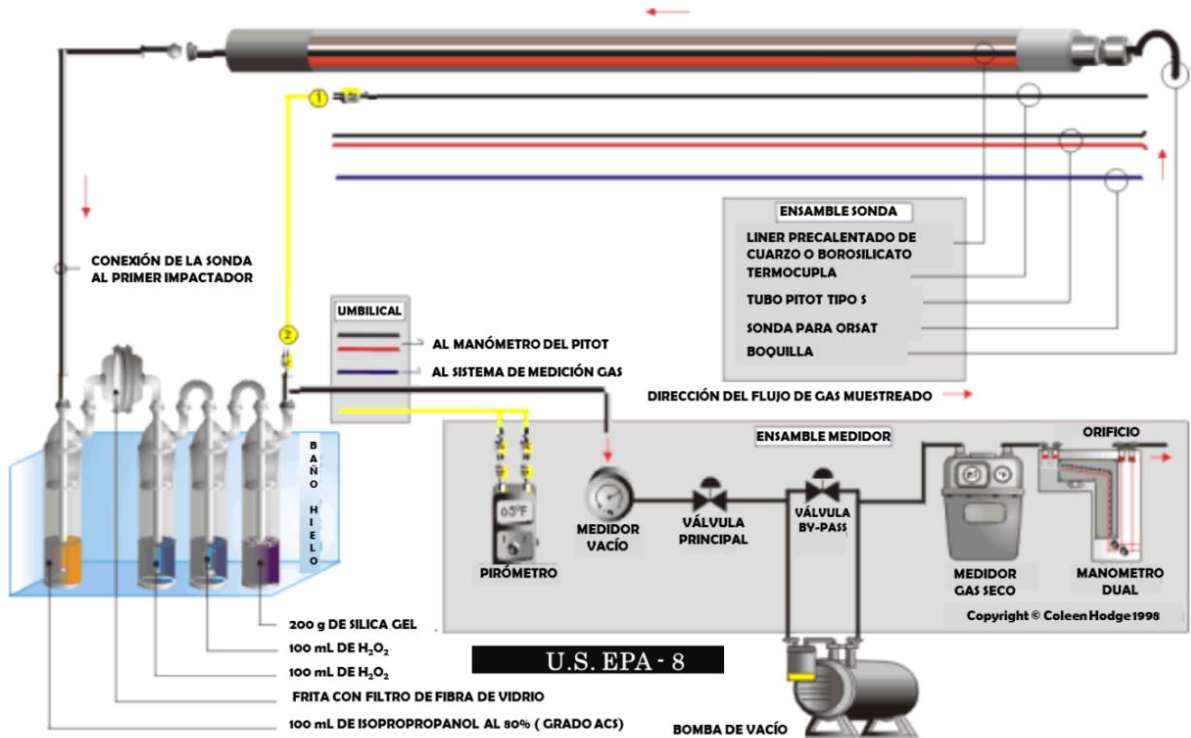 1
ENSAMBLE SONDA
LINER PRECALENTADO DE
CUARZO O BOROSILICATO
TERMOCUPLA
TUBO PITOT TIPO S
SONDA PARA ORSAT
BOQUILLA
CONEXIÓN DE LA SONDA
AL PRIMER IMPACTADOR
2
UMBILICAL
AL MANÓMETRO DEL PITOT
AL SISTEMA DE MEDICIÓN GAS
DIRECCIÓN DEL FLUJO DE GAS MUESTREADO
BAÑO HIELO
ENSAMBLE MEDIDOR
ORIFICIO
65°F
PIRÓMETRO
MEDIDOR
VACÍO
VÁLVULA
PRINCIPAL
VÁLVULA
BY-PASS
MEDIDOR
GAS SECO
MANOMETRO
DUAL
Copyright © Coleen Hodge 1998
200 g DE SILICA GEL
100 mL DE H₂O₂
100 mL DE H₂O₂
FRITA CON FILTRO DE FIBRA DE VIDRIO
100 mL DE ISOPROPROPANOL AL 80% ( GRADO ACS)
U.S. EPA - 8
BOMBA DE VACÍO